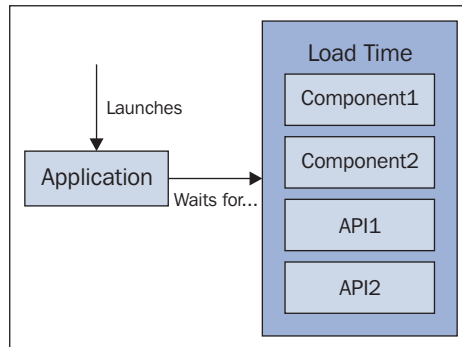 Load Time
Component1
Launches
Component2
Application
Waits for...
API1
API2